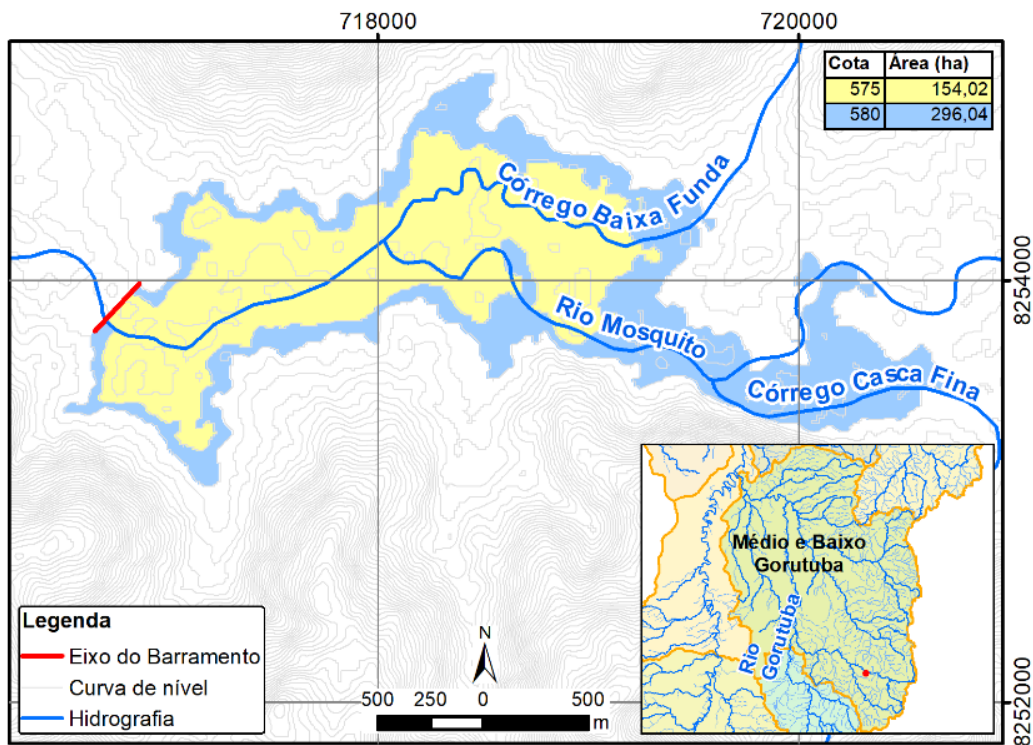 718000 720000
Cota Área (ha)
575 154,02
580 296,04
Córrego Baixa Funda
8254000
Rio Mosquito
Córrego Casca Fina
Médio e Baixo
Gorutuba
Rio
Gorutuba
Legenda
Eixo do Barramento
Curva de nível
Hidrografia
N
500 250 0 500
m
8252000